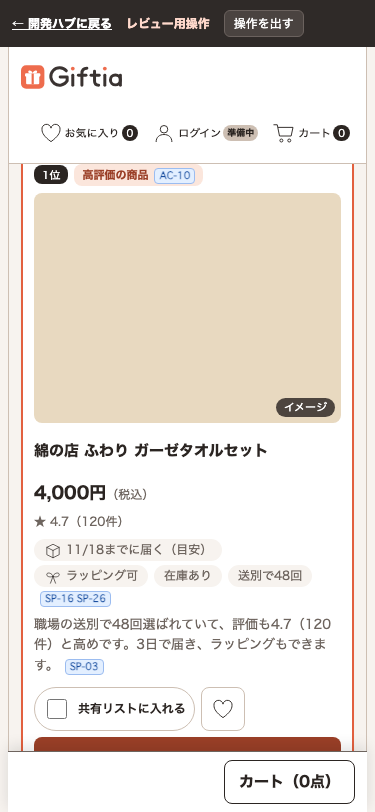 ← 開発ハブに戻る レビュー用操作 操作を出す
Giftia
お気に入り 0 ログイン 準備中 カート 0
1位 高評価の商品 AC-10
イメージ
綿の店 ふわり ガーゼタオルセット
4,000円（税込）
★ 4.7（120件）
11/18までに届く（目安）
ラッピング可 在庫あり 送別で48回
SP-16 SP-26
職場の送別で48回選ばれていて、評価も4.7（120
件）と高めです。3日で届き、ラッピングもできま
す。 SP-03
共有リストに入れる
カート（0点）